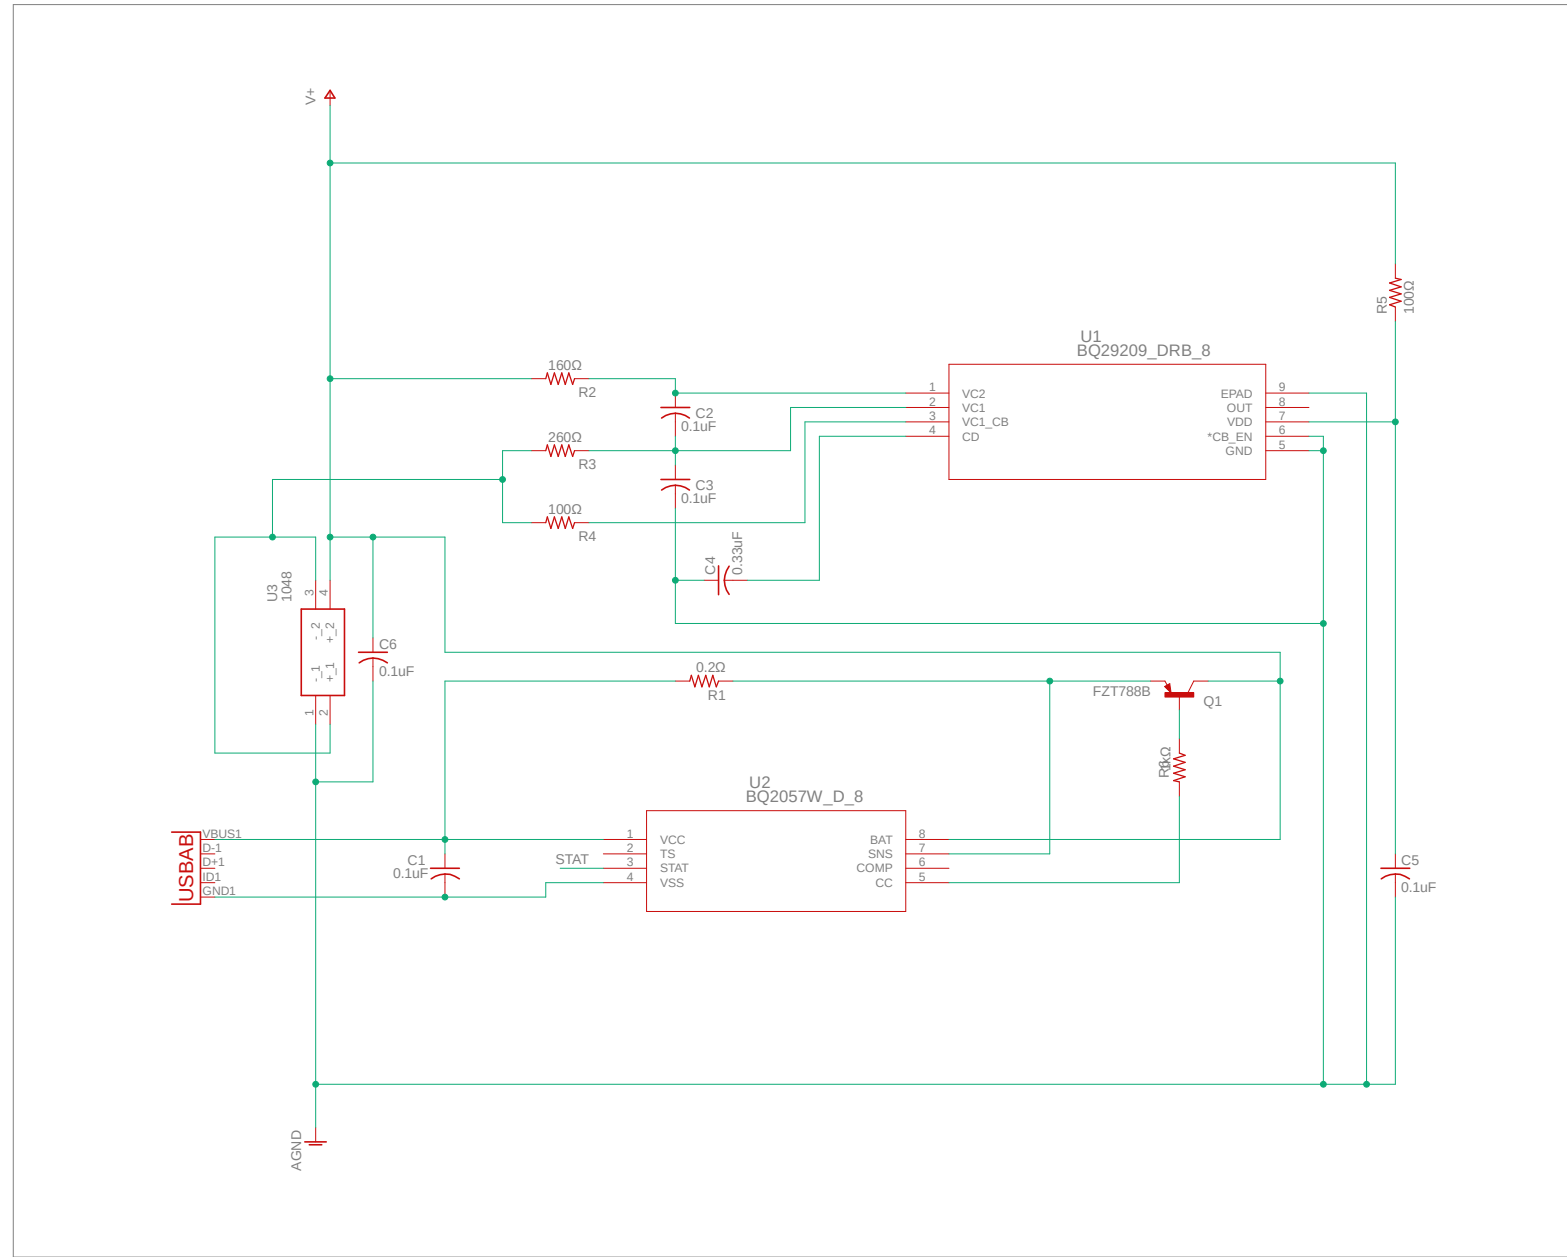 V+
R5
100Ω
U1
BQ29209_DRB_8
160Ω
R2
1
2
3
4
VC2
VC1
VC1_CB
CD
EPAD
OUT
VDD
*CB_EN
GND
9
8
7
6
5
C2
0.1uF
260Ω
R3
C3
0.1uF
100Ω
R4
C4
0.33uF
U3
1048
3
4
-_2
+_2
-_1
+_1
1
2
C6
0.1uF
0.2Ω
R1
FZT788B
Q1
U2
BQ2057W_D_8
1
2
3
4
VCC
TS
STAT
VSS
BAT
SNS
COMP
CC
8
7
6
5
STAT
USBAB
VBUS1
D-1
D+1
ID1
GND1
C1
0.1uF
C5
0.1uF
AGND